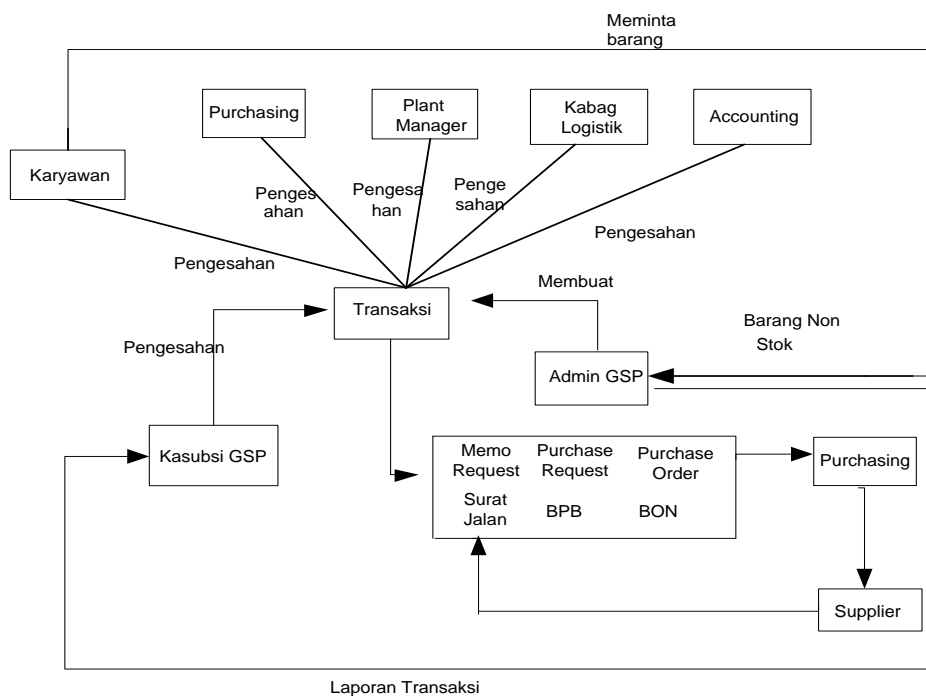 Meminta
barang
Purchasing
Plant
Manager
Kabag
Logistik
Accounting
Karyawan
Penges
ahan
Pengesa
han
Penge
sahan
Pengesahan
Pengesahan
Transaksi
Membuat
Pengesahan
Barang Non
Stok
Admin GSP
Kasubsi GSP
Memo
Request
Purchase
Request
Purchase
Order
Surat
Jalan
BPB
BON
Purchasing
Supplier
Laporan Transaksi